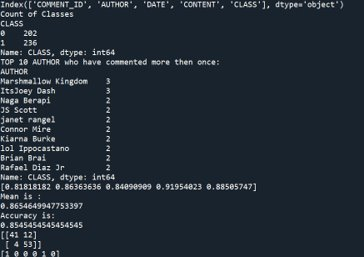 Index(['COMMENT_ID', 'AUTHOR', 'DATE', 'CONTENT', 'CLASS'], dtype='object')
Count of Classes
CLASS
0    202
1    236
Name: CLASS, dtype: int64
TOP 10 AUTHOR who have commented more then once:
AUTHOR
Marshmallow Kingdom    3
ItsJoey Dash           3
Naga Berapi            2
JS Scott               2
janet rangel           2
Connor Mire            2
Kiarna Burke           2
lol Ippocastano        2
Brian Brai             2
Rafael Diaz Jr         2
Name: CLASS, dtype: int64
[0.81818182 0.86363636 0.84090909 0.91954023 0.88505747]
Mean is :
0.8654649947753397
Accuracy is:
0.8545454545454545
[[41 12]
 [ 4 53]]
[1 0 0 0 1 0]